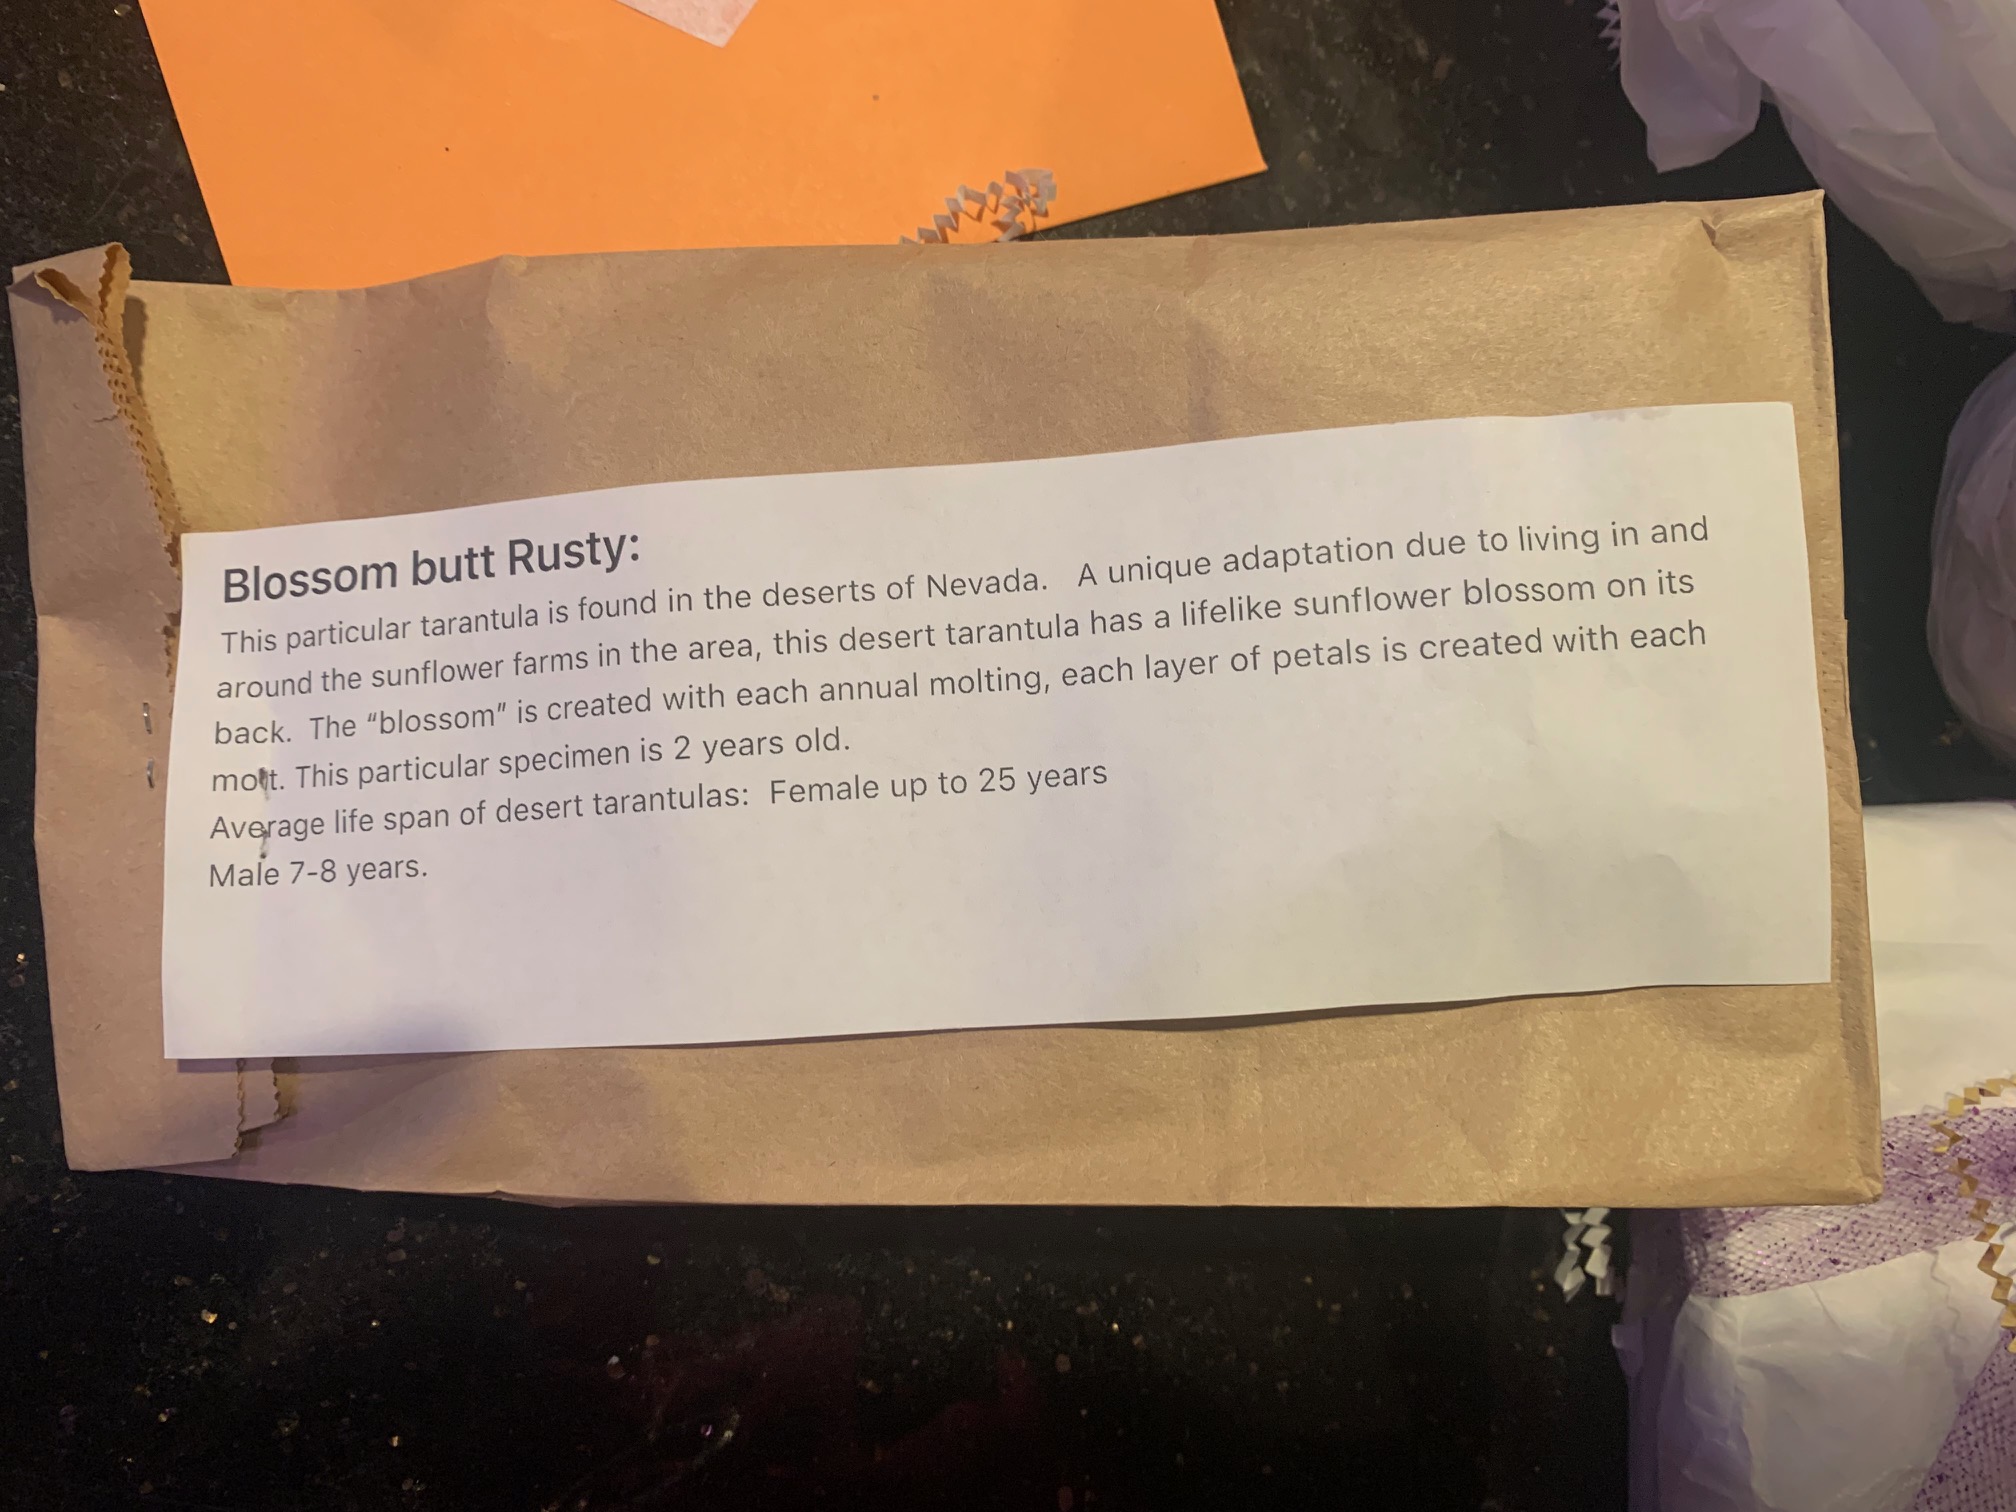 Blossom butt Rusty:
This particular tarantula is found in the deserts of Nevada.   A unique adaptation due to living in and
around the sunflower farms in the area, this desert tarantula has a lifelike sunflower blossom on its
back.  The “blossom” is created with each annual molting, each layer of petals is created with each
molt. This particular specimen is 2 years old.
Average life span of desert tarantulas:  Female up to 25 years
Male 7-8 years.